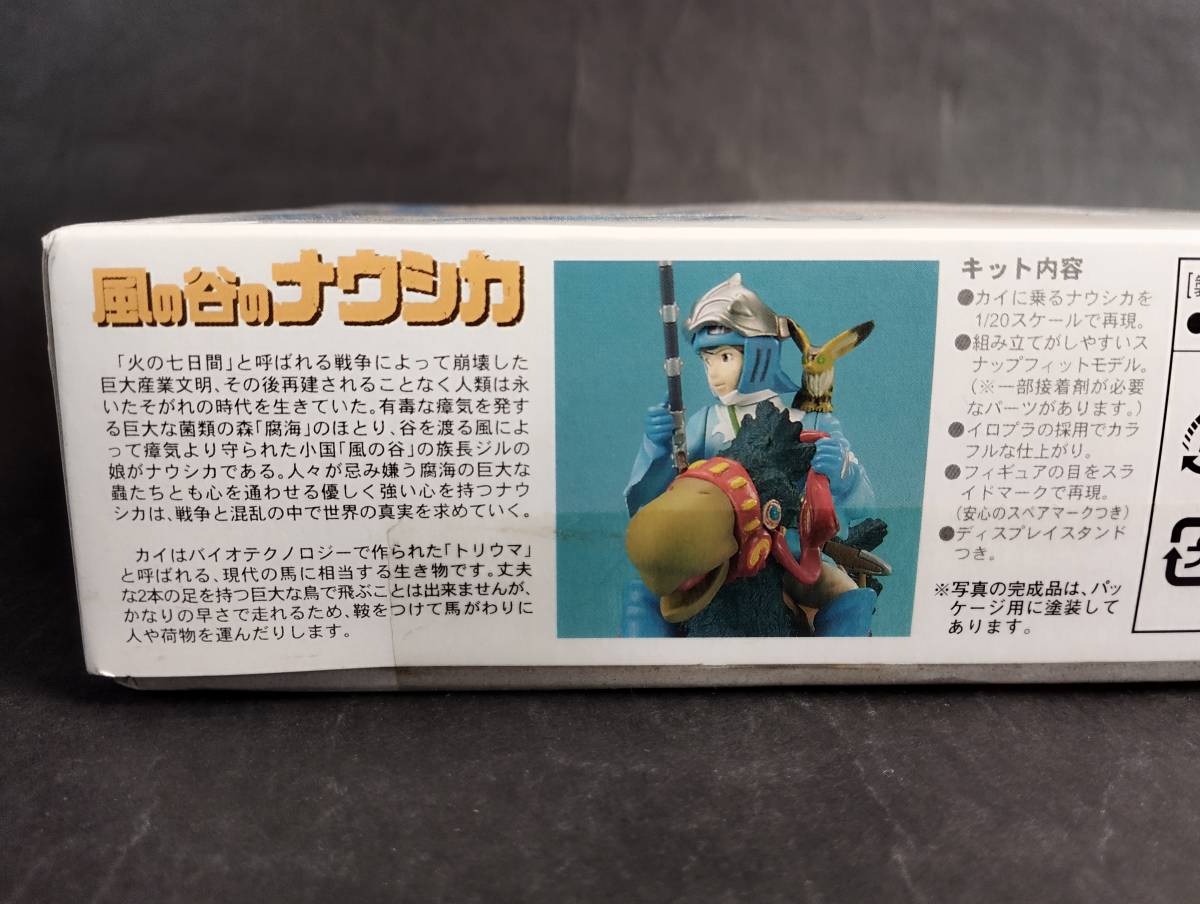 風の谷のナウシカ
「火の七日間」と呼ばれる戦争によって崩壊した
巨大産業文明、その後再建されることなく人類は永
いたそがれの時代を生きていた。有毒な瘴気を発す
る巨大な菌類の森「腐海」のほとり、谷を渡る風によ
って瘴気より守られた小国「風の谷」の族長ジルの
娘がナウシカである。人々が忌み嫌う腐海の巨大な
蟲たちとも心を通わせる優しく強い心を持つナウ
シカは、戦争と混乱の中で世界の真実を求めていく。
カイはバイオテクノロジーで作られた「トリウマ」
と呼ばれる、現代の馬に相当する生き物です。丈夫
な2本の足を持つ巨大な鳥で飛ぶことは出来ませんが、
かなりの早さで走れるため、鞍をつけて馬がわりに
人や荷物を運んだりします。
キット内容
●カイに乗るナウシカを
1/20スケールで再現。
●組み立てがしやすいス
ナップフィットモデル。
(※一部接着剤が必要
なパーツがあります。)
●イロプラの採用でカラ
フルな仕上がり。
●フィギュアの目をスラ
イドマークで再現。
(安心のスペアマークつき)
●ディスプレイスタンド
つき。
※写真の完成品は、パッ
ケージ用に塗装して
あります。